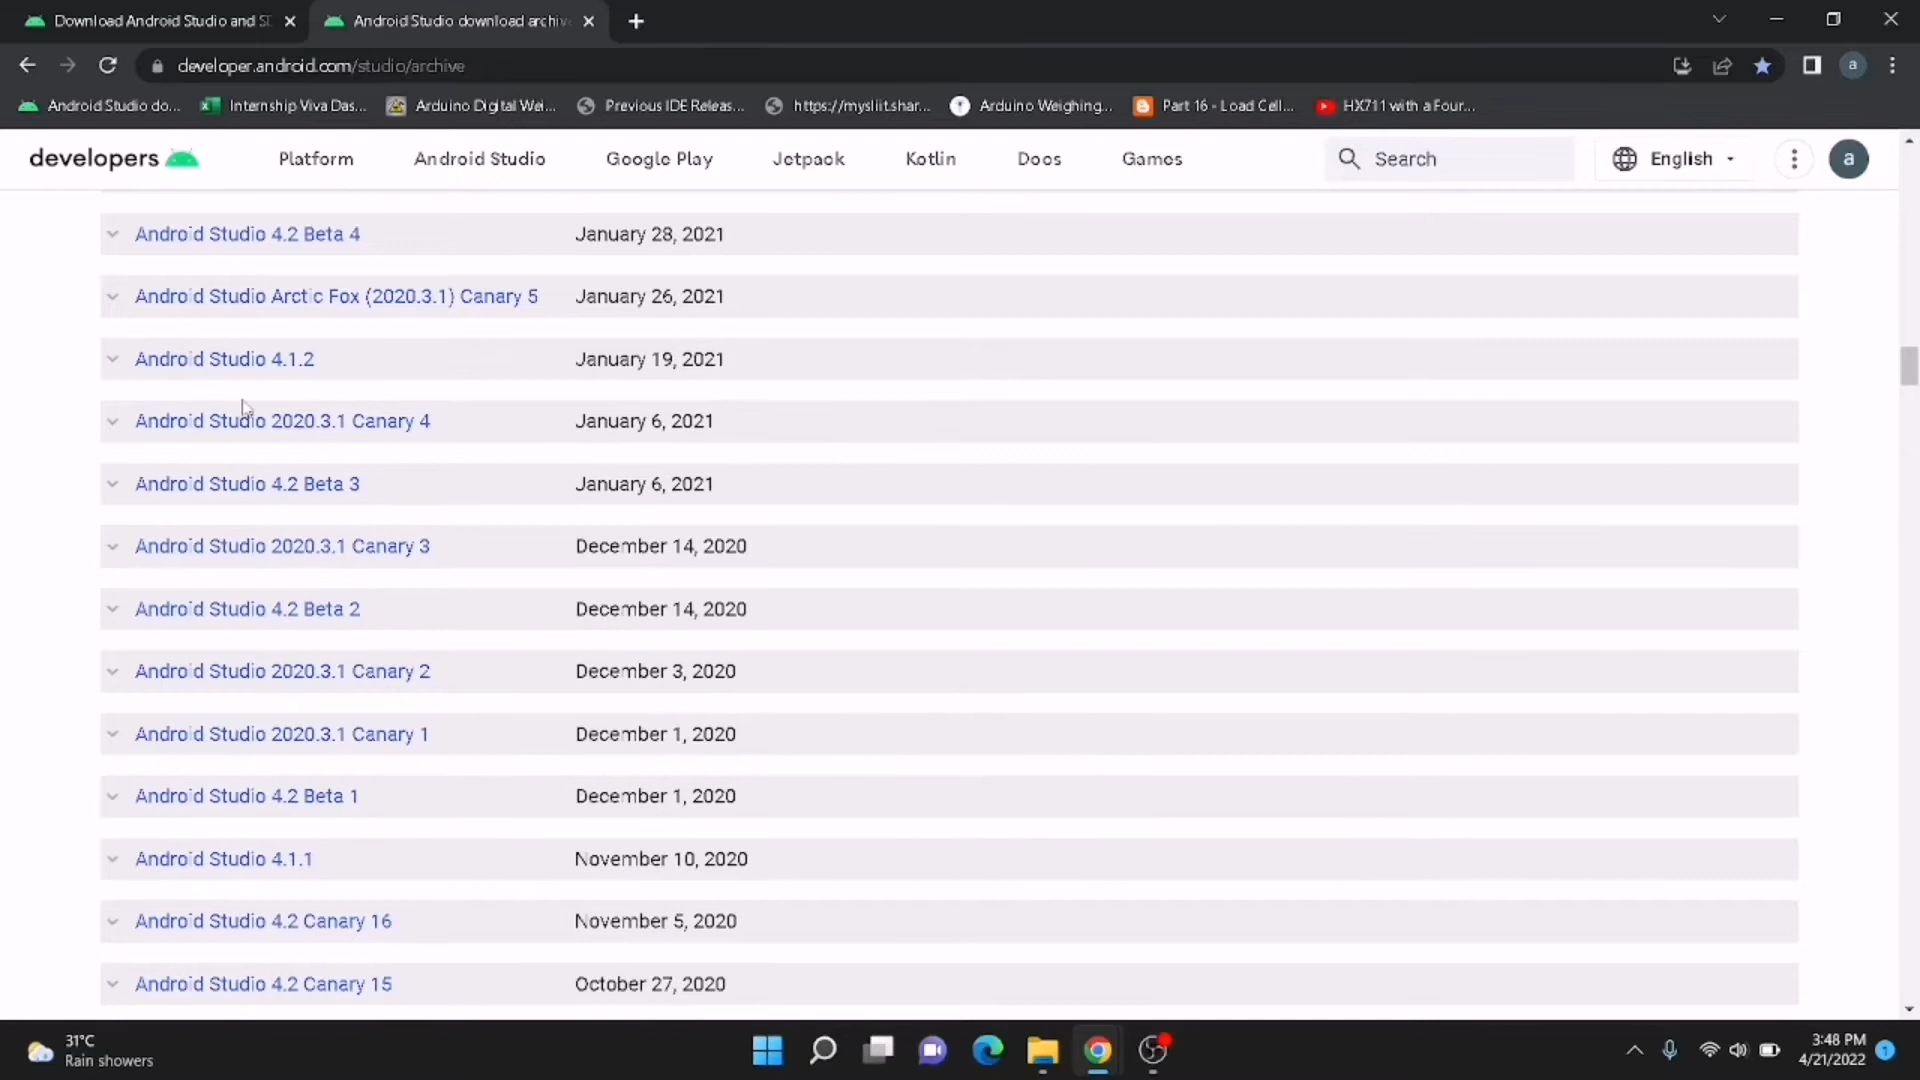 Download Android Studio and S
Android Studio download archiv
developer.android.com/studio/archive
a
Android Studio do...
Internship Viva Das...
Arduino Digital Wei...
Previous IDE Releas...
https://mysliit.shar...
Arduino Weighing...
Part 16 - Load Cell...
HX711 with a Four...
developers
Platform
Android Studio
Google Play
Jetpack
Kotlin
Docs
Games
Search
English
a
Android Studio 4.2 Beta 4 January 28, 2021
Android Studio Arctic Fox (2020.3.1) Canary 5 January 26, 2021
Android Studio 4.1.2 January 19, 2021
Android Studio 2020.3.1 Canary 4 January 6, 2021
Android Studio 4.2 Beta 3 January 6, 2021
Android Studio 2020.3.1 Canary 3 December 14, 2020
Android Studio 4.2 Beta 2 December 14, 2020
Android Studio 2020.3.1 Canary 2 December 3, 2020
Android Studio 2020.3.1 Canary 1 December 1, 2020
Android Studio 4.2 Beta 1 December 1, 2020
Android Studio 4.1.1 November 10, 2020
Android Studio 4.2 Canary 16 November 5, 2020
Android Studio 4.2 Canary 15 October 27, 2020
31°C
Rain showers
3:48 PM
4/21/2022
1